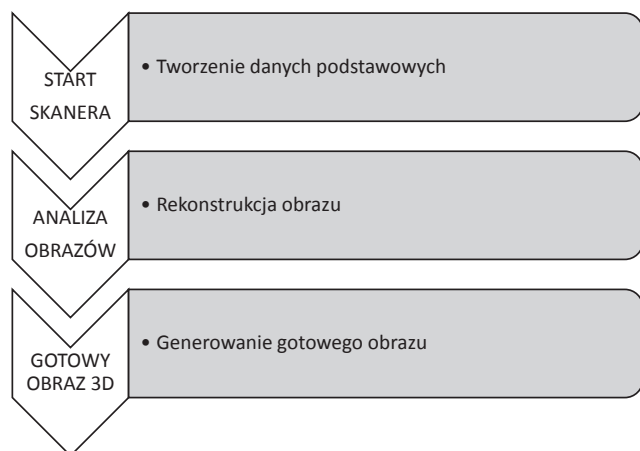 START
SKANERA
• Tworzenie danych podstawowych
ANALIZA
OBRAZÓW
• Rekonstrukcja obrazu
GOTOWY
OBRAZ 3D
• Generowanie gotowego obrazu